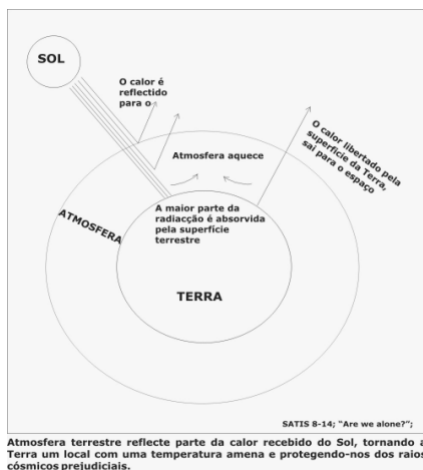 SOL
O calor é
reflectido
para o
Atmosfera aquece
O calor libertado pela
superfície da Terra,
sai para o espaço
ATMOSFERA
A maior parte da
radiacção é absorvida
pela superfície
terrestre
TERRA
SATIS 8-14; "Are we alone?";
Atmosfera terrestre reflecte parte da calor recebido do Sol, tornando a
Terra um local com uma temperatura amena e protegendo-nos dos raios
cósmicos prejudiciais.